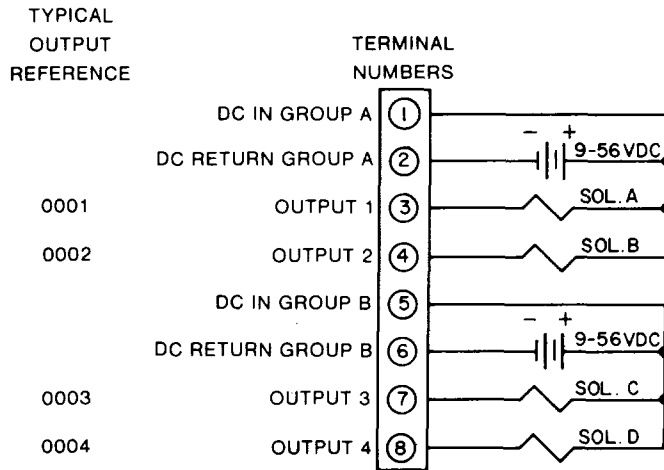 TYPICAL
OUTPUT
REFERENCE
TERMINAL
NUMBERS
DC IN GROUP A 1
DC RETURN GROUP A 2 - + 9-56VDC
0001 OUTPUT 1 3 SOL. A
0002 OUTPUT 2 4 SOL. B
DC IN GROUP B 5
DC RETURN GROUP B 6 - + 9-56VDC
0003 OUTPUT 3 7 SOL. C
0004 OUTPUT 4 8 SOL. D